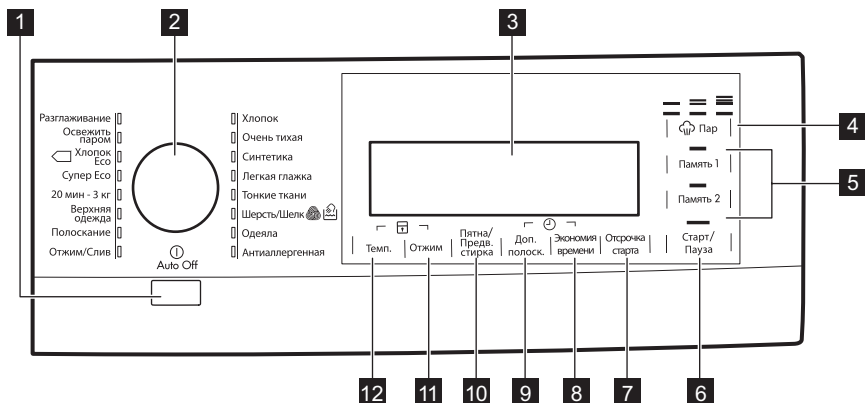 1
2
3
Разглаживание
Освежить
паром
Хлопок
Eco
Супер Eco
20 мин - 3 кг
Верхняя
одежда
Полоскание
Отжим/Слив
Auto Off
Хлопок
Очень тихая
Синтетика
Легкая глажка
Тонкие ткани
Шерсть/Шелк
Одеяла
Антиаллергенная
Пар
4
Память 1
5
Память 2
Старт/
Пауза
Темп.
Отжим
Пятна/
Предв.
стирка
Доп.
полоск.
Экономия
времени
Отсрочка
старта
12
11
10
9
8
7
6